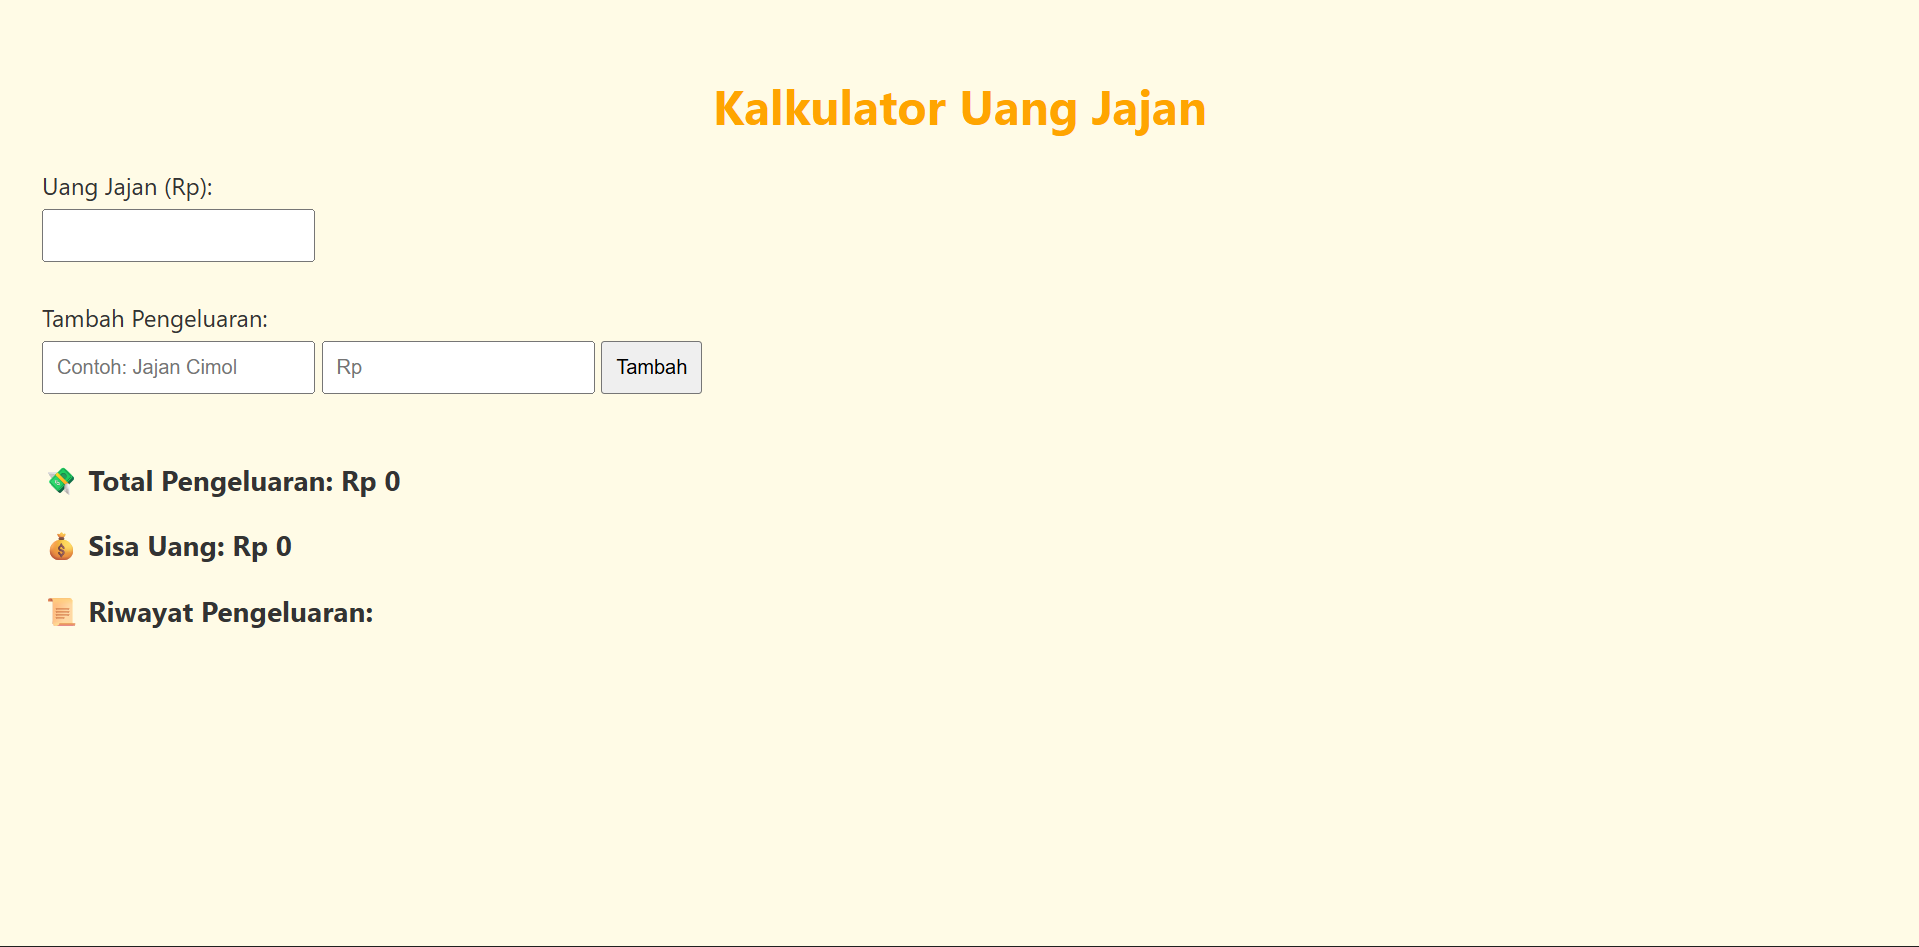 Kalkulator Uang Jajan
Uang Jajan (Rp):
Tambah Pengeluaran:
Contoh: Jajan Cimol Rp Tambah
💸 Total Pengeluaran: Rp 0
💰 Sisa Uang: Rp 0
📜 Riwayat Pengeluaran: